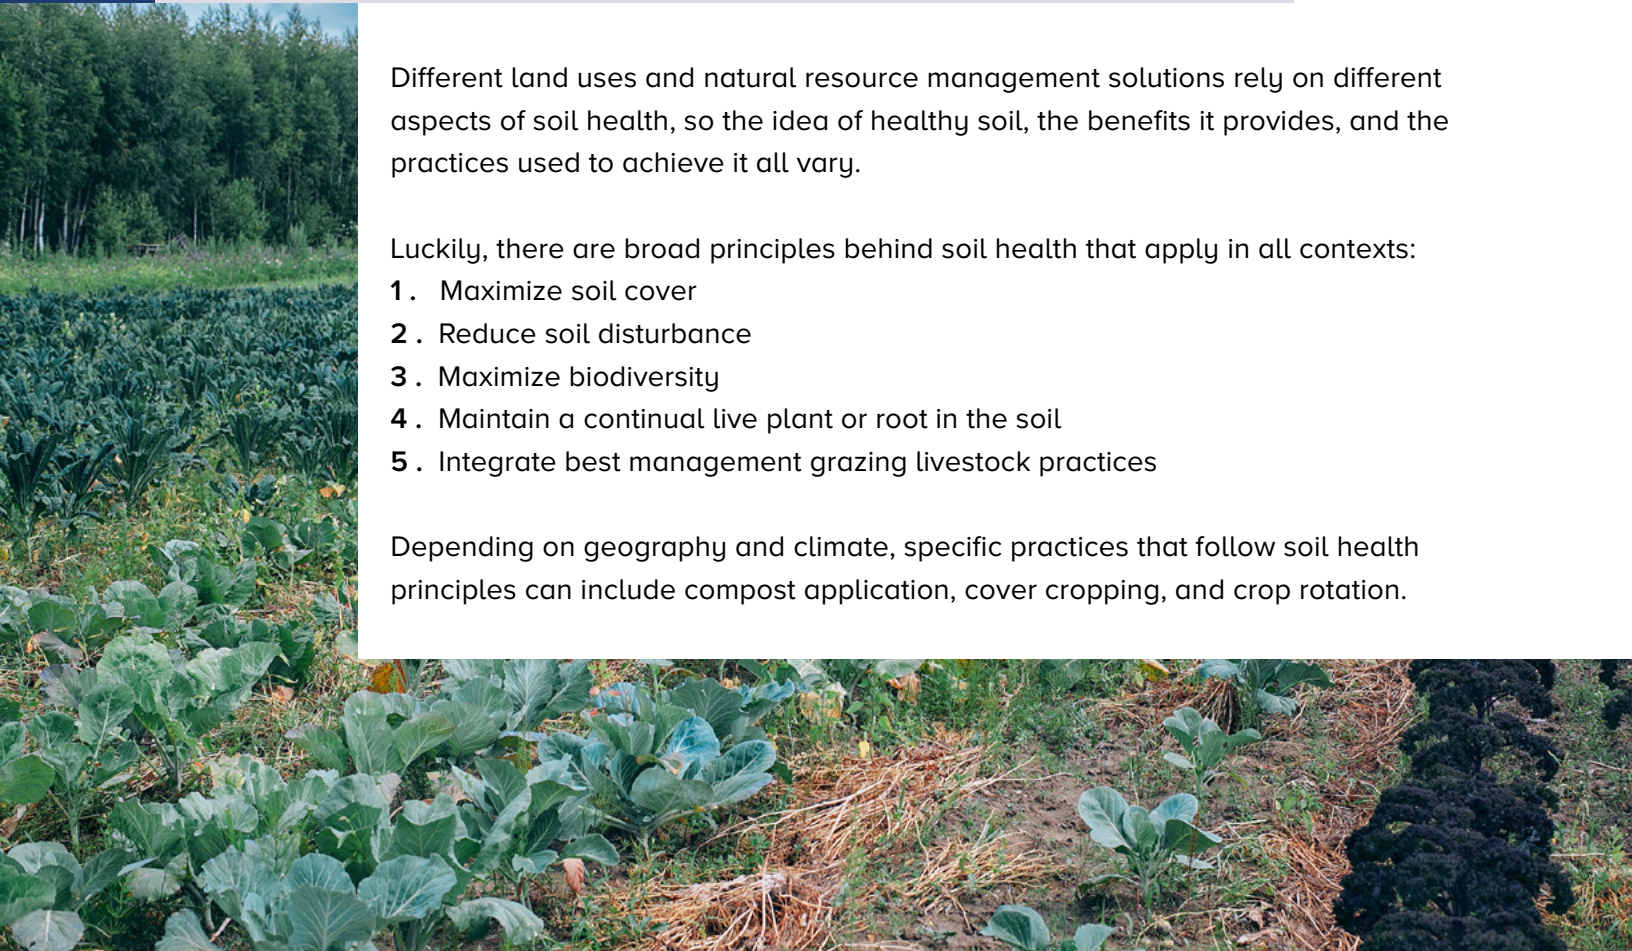 Different land uses and natural resource management solutions rely on different
aspects of soil health, so the idea of healthy soil, the benefits it provides, and the
practices used to achieve it all vary.
Luckily, there are broad principles behind soil health that apply in all contexts:
1. Maximize soil cover
2. Reduce soil disturbance
3. Maximize biodiversity
4. Maintain a continual live plant or root in the soil
5. Integrate best management grazing livestock practices
Depending on geography and climate, specific practices that follow soil health
principles can include compost application, cover cropping, and crop rotation.